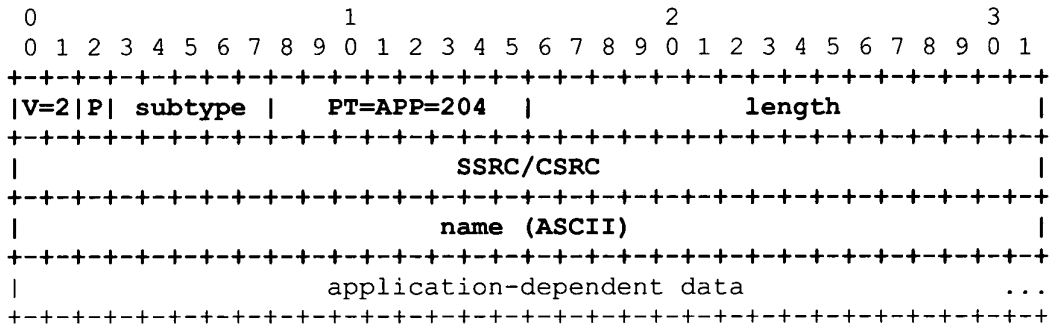 0                   1                   2                   3
 0 1 2 3 4 5 6 7 8 9 0 1 2 3 4 5 6 7 8 9 0 1 2 3 4 5 6 7 8 9 0 1
+-+-+-+-+-+-+-+-+-+-+-+-+-+-+-+-+-+-+-+-+-+-+-+-+-+-+-+-+-+-+-+-+
|V=2|P| subtype |   PT=APP=204  |             length            |
+-+-+-+-+-+-+-+-+-+-+-+-+-+-+-+-+-+-+-+-+-+-+-+-+-+-+-+-+-+-+-+-+
|                           SSRC/CSRC                           |
+-+-+-+-+-+-+-+-+-+-+-+-+-+-+-+-+-+-+-+-+-+-+-+-+-+-+-+-+-+-+-+-+
|                          name (ASCII)                         |
+-+-+-+-+-+-+-+-+-+-+-+-+-+-+-+-+-+-+-+-+-+-+-+-+-+-+-+-+-+-+-+-+
|                   application-dependent data                ...
+-+-+-+-+-+-+-+-+-+-+-+-+-+-+-+-+-+-+-+-+-+-+-+-+-+-+-+-+-+-+-+-+